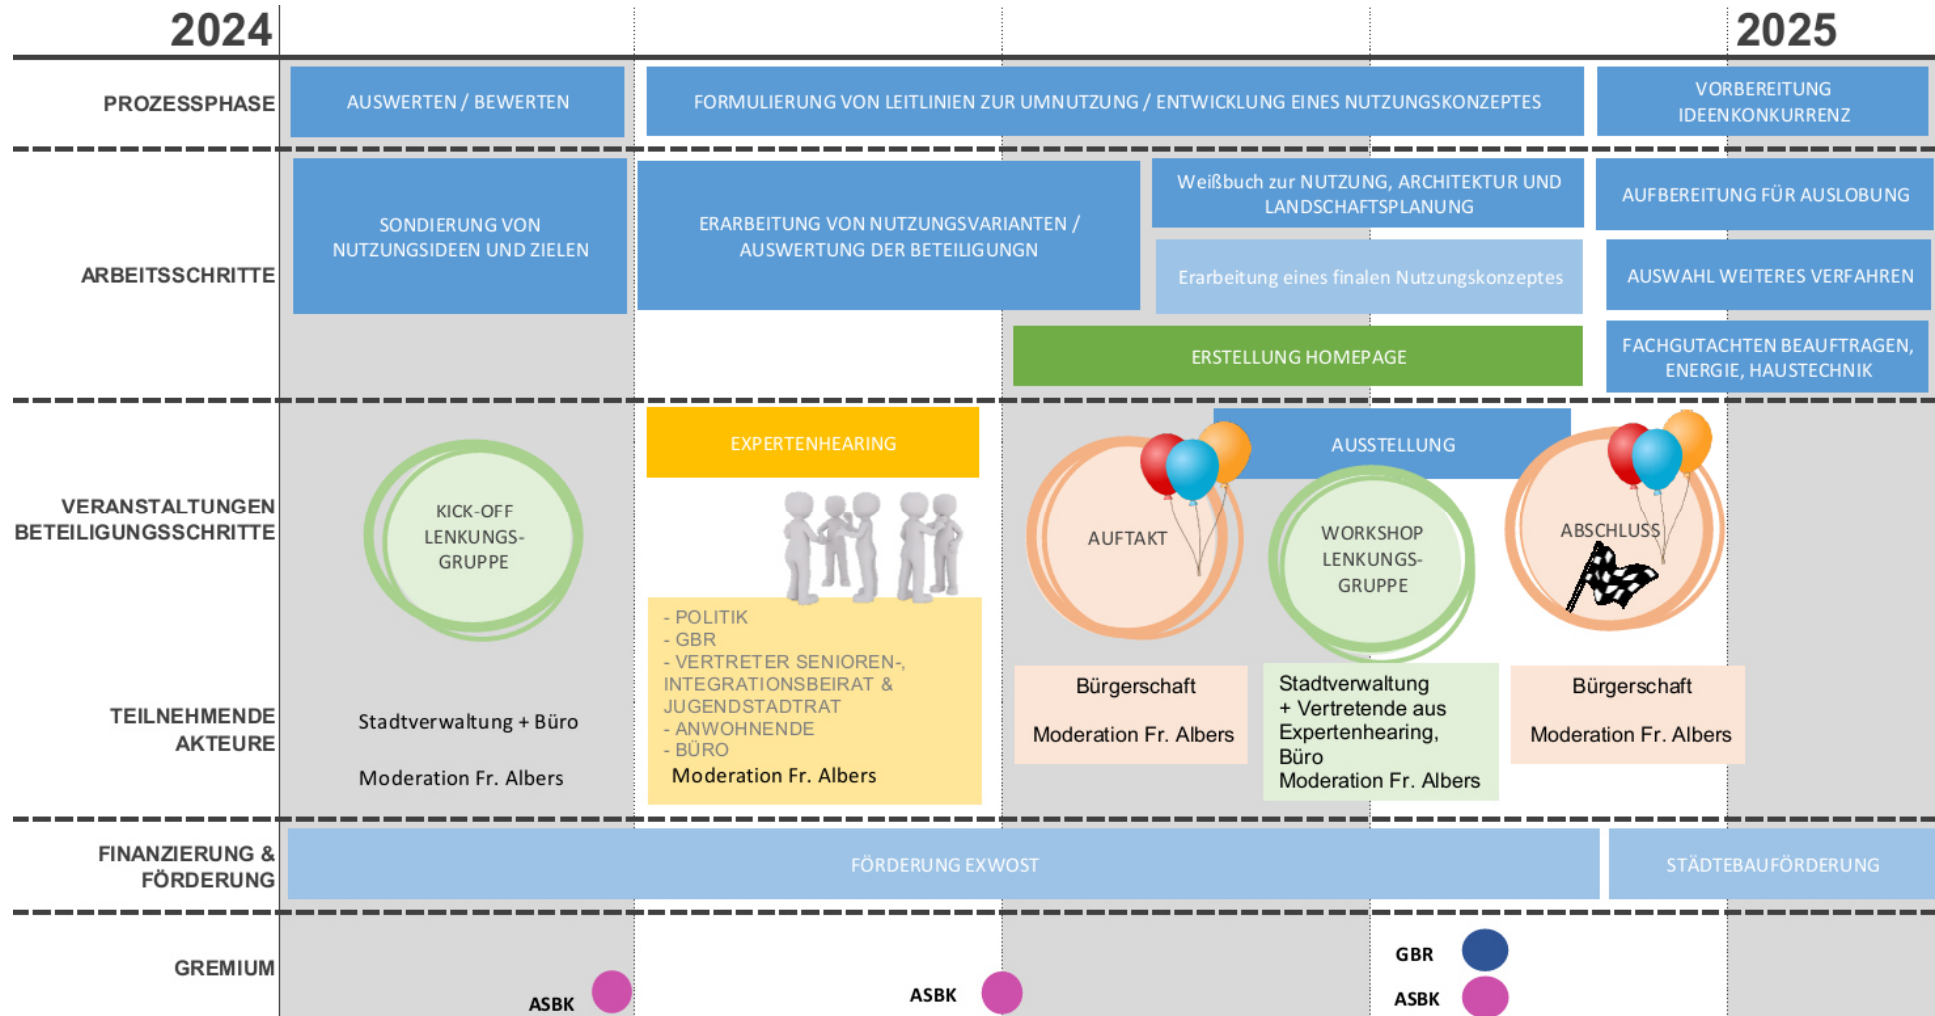 2024
2025
PROZESSPHASE
AUSWERTEN / BEWERTEN
FORMULIERUNG VON LEITLINIEN ZUR UMNUTZUNG / ENTWICKLUNG EINES NUTZUNGSKONZEPTES
VORBEREITUNG
IDEENKONKURRENZ
ARBEITSSCHRITTE
SONDIERUNG VON
NUTZUNGSIDEEN UND ZIELEN
ERARBEITUNG VON NUTZUNGSVARIANTEN /
AUSWERTUNG DER BETEILIGUNGN
Weißbuch zur NUTZUNG, ARCHITEKTUR UND
LANDSCHAFTSPLANUNG
Erarbeitung eines finalen Nutzungskonzeptes
ERSTELLUNG HOMEPAGE
AUFBEREITUNG FÜR AUSLOBUNG
AUSWAHL WEITERES VERFAHREN
FACHGUTACHTEN BEAUFTRAGEN,
ENERGIE, HAUSTECHNIK
VERANSTALTUNGEN
BETEILIGUNGSSCHRITTE
KICK-OFF
LENKUNGS-
GRUPPE
EXPERTENHEARING
AUFTAKT
AUSSTELLUNG
WORKSHOP
LENKUNGS-
GRUPPE
ABSCHLUSS
TEILNEHMENDE
AKTEURE
Stadtverwaltung + Büro
Moderation Fr. Albers
- POLITIK
- GBR
- VERTRETER SENIOREN-,
INTEGRATIONSBEIRAT &
JUGENDSTADTRAT
- ANWOHNENDE
- BÜRO
Moderation Fr. Albers
Bürgerschaft
Moderation Fr. Albers
Stadtverwaltung
+ Vertretende aus
Expertenhearing,
Büro
Moderation Fr. Albers
Bürgerschaft
Moderation Fr. Albers
FINANZIERUNG &
FÖRDERUNG
FÖRDERUNG EXWOST
STÄDTEBAUFÖRDERUNG
GREMIUM
ASBK
ASBK
GBR
ASBK